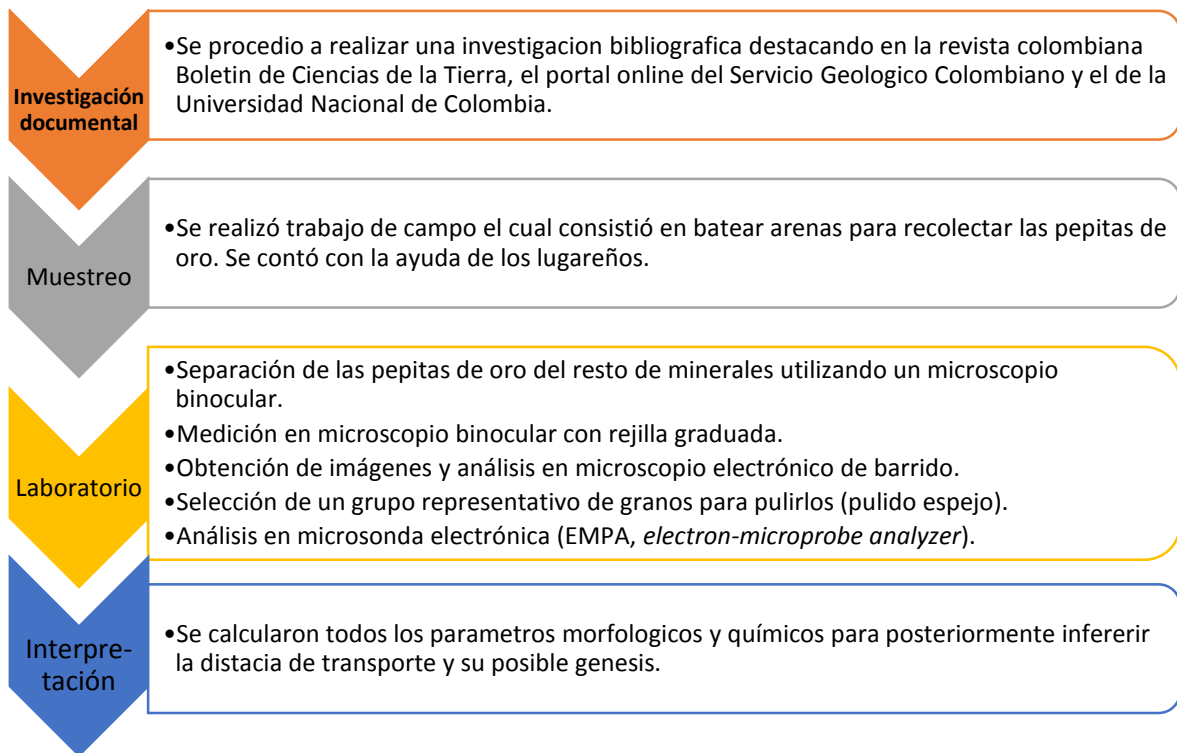 Investigación
documental
•Se procedio a realizar una investigacion bibliografica destacando en la revista colombiana
Boletin de Ciencias de la Tierra, el portal online del Servicio Geologico Colombiano y el de la
Universidad Nacional de Colombia.
Muestreo
•Se realizó trabajo de campo el cual consistió en batear arenas para recolectar las pepitas de
oro. Se contó con la ayuda de los lugareños.
Laboratorio
•Separación de las pepitas de oro del resto de minerales utilizando un microscopio
binocular.
•Medición en microscopio binocular con rejilla graduada.
•Obtención de imágenes y análisis en microscopio electrónico de barrido.
•Selección de un grupo representativo de granos para pulirlos (pulido espejo).
•Análisis en microsonda electrónica (EMPA, electron-microprobe analyzer).
Interpre-
tación
•Se calcularon todos los parametros morfologicos y químicos para posteriormente infererir
la distacia de transporte y su posible genesis.